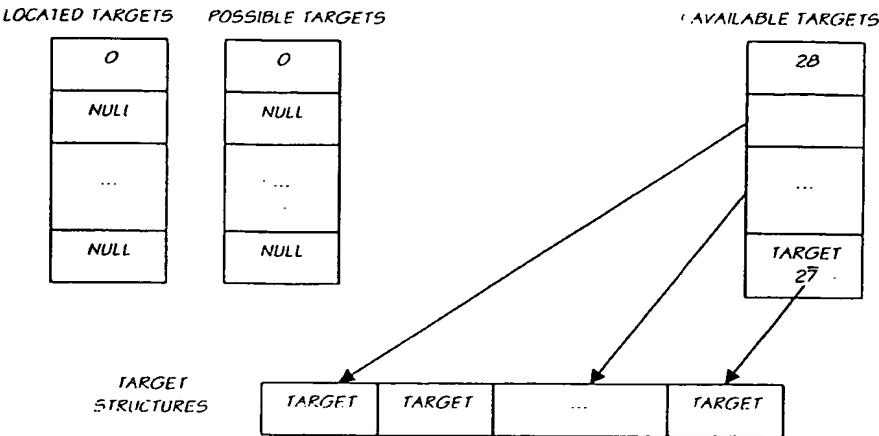 LOCATED TARGETS
POSSIBLE TARGETS
AVAILABLE TARGETS
0
0
28
NULL
NULL
...
...
...
NULL
NULL
TARGET
27
TARGET
STRUCTURES
TARGET
TARGET
...
TARGET